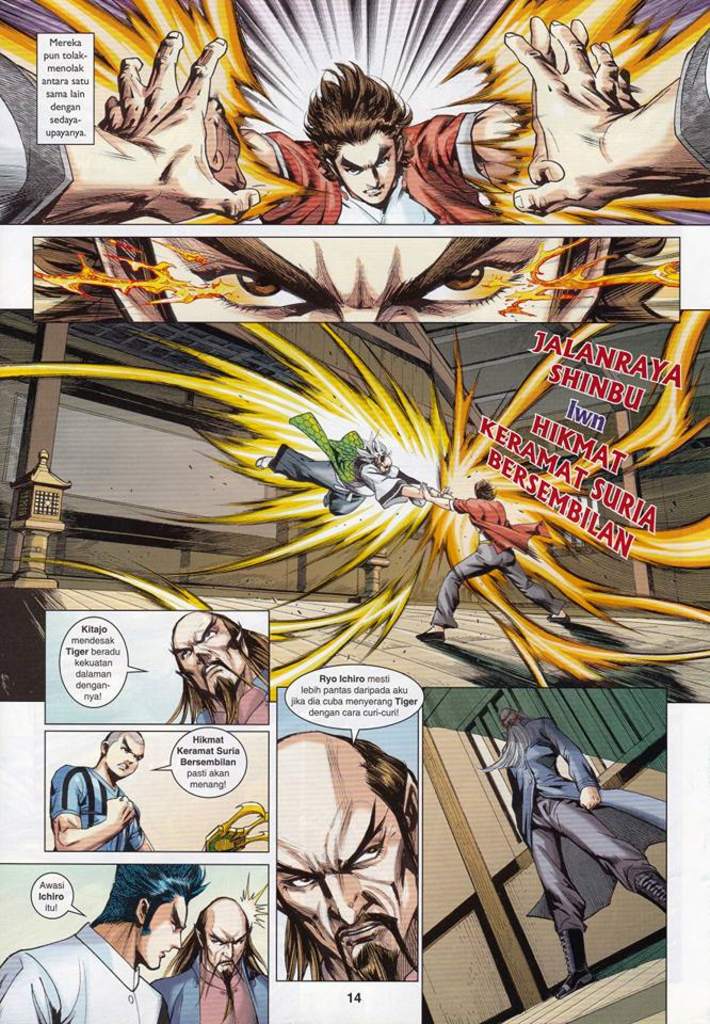 Mereka
pun tolak-
menolak
antara satu
sama lain
dengan
sedaya-
upayanya.
JALANRAYA
SHINBU
lwn
HIKMAT
KERAMAT SURIA
BERSEMBILAN
Kitajo
mendesak
Tiger beradu
kekuatan
dalaman
dengan-
nya!
Hikmat
Keramat Suria
Bersembilan
pasti akan
menang!
Awasi
Ichiro
itu!
Ryo Ichiro mesti
lebih pantas daripada aku
jika dia cuba menyerang Tiger
dengan cara curi-curi!
14